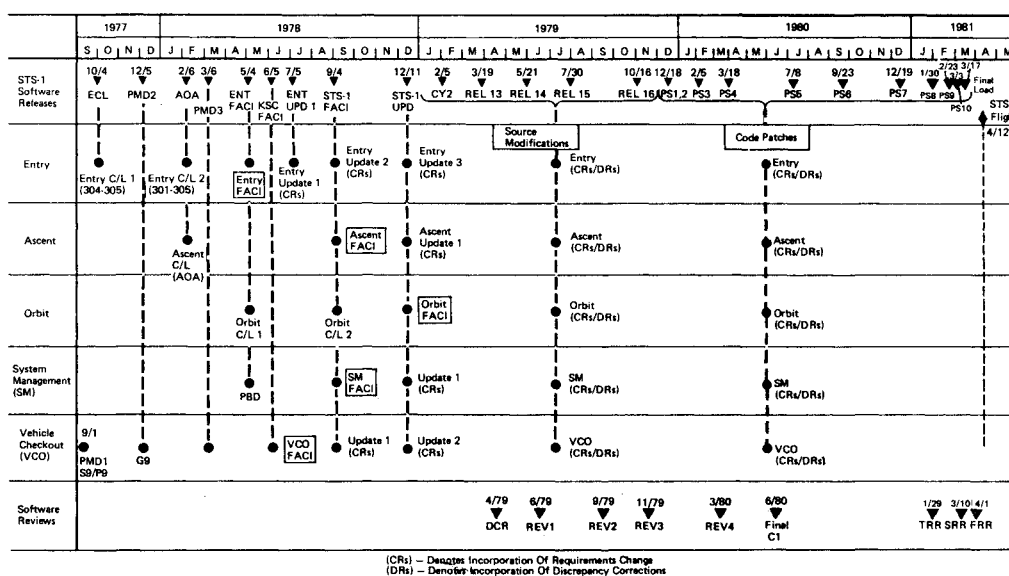 1977 1978 1979 1980 1981
S O N D J F M A M J J A S O N D J F M A M J J A S O N D J F M A M J J A S O N D J F M A M
STS-1
Software
Releases
10/4 12/5 2/6 3/6 5/4 6/5 7/5 9/4 12/11 2/5 3/19 5/21 7/30 10/16 12/18 2/5 3/18 7/8 9/23 12/19 1/30 2/23 3/3 3/17
ECL
PMD2
AOA
PMD3
ENT
FACI
KSC
FACI
ENT
UPD 1
STS-1
FACI
STS-1
UPD
CY2
REL 13
REL 14
REL 15
REL 16
PS1,2
PS3
PS4
PS5
PS6
PS7
PS8
PS9
PS10
Final
Load
STS
Fligh
4/12
Source
Modifications
Code Patches
Entry
Entry C/L 1
(304-305)
Entry C/L 2
(301-305)
Entry
FACI
Entry
Update 1
(CRs)
Entry
Update 2
(CRs)
Entry
Update 3
(CRs)
Entry
(CRs/DRs)
Entry
(CRs/DRs)
Ascent
Ascent
C/L
(AOA)
Ascent
FACI
Ascent
Update 1
(CRs)
Ascent
(CRs/DRs)
Ascent
(CRs/DRs)
Orbit
Orbit
C/L 1
Orbit
C/L 2
Orbit
FACI
Orbit
(CRs/DRs)
Orbit
(CRs/DRs)
System
Management
(SM)
PBD
SM
FACI
Update 1
(CRs)
SM
(CRs/DRs)
SM
(CRs/DRs)
Vehicle
Checkout
(VCO)
9/1
PMD1
S9/P9
G9
VCO
FACI
Update 1
(CRs)
Update 2
(CRs)
VCO
(CRs/DRs)
VCO
(CRs/DRs)
Software
Reviews
4/79 6/79 9/79 11/79 3/80 6/80 1/29 3/10 4/1
DCR REV1 REV2 REV3 REV4 Final
C1
TRR SRR FRR
(CRs) – Denotes Incorporation Of Requirements Change
(DRs) – Denotes Incorporation Of Discrepancy Corrections